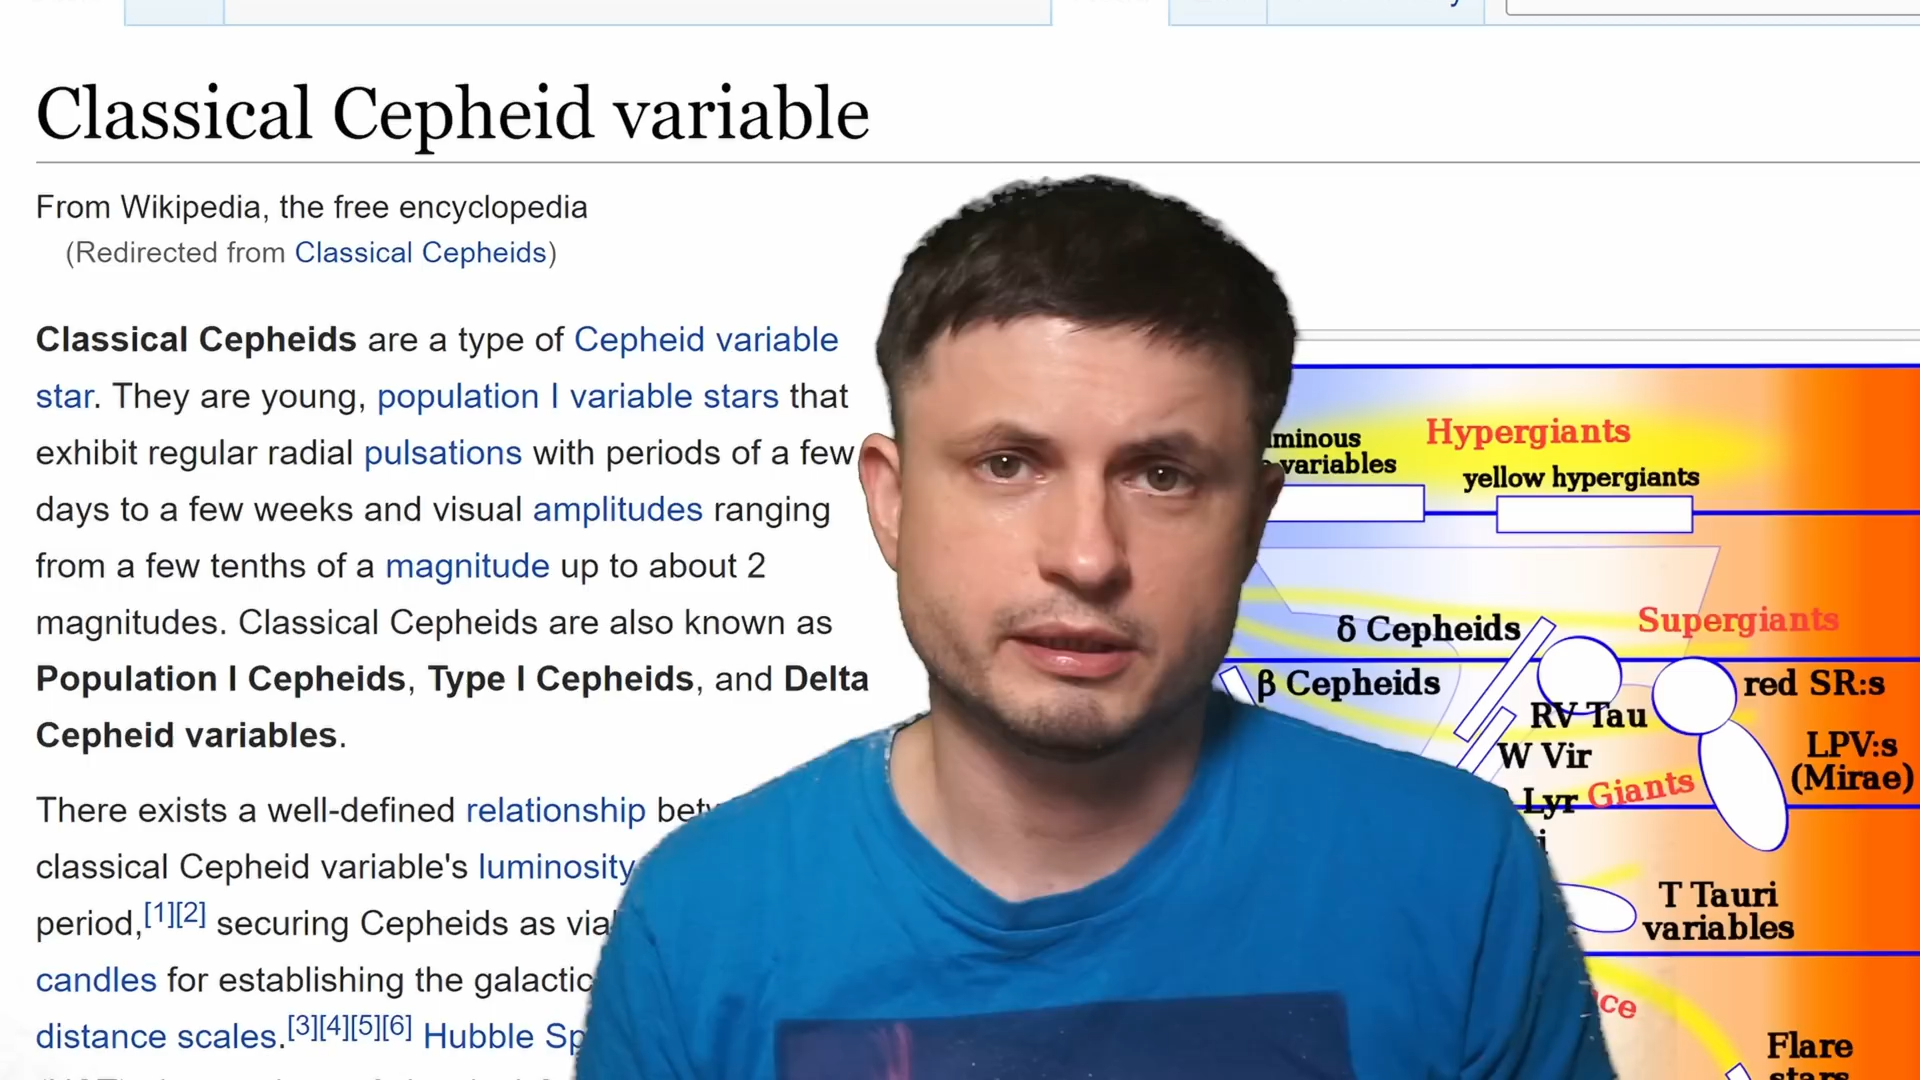 Classical Cepheid variable
From Wikipedia, the free encyclopedia
(Redirected from Classical Cepheids)
Classical Cepheids are a type of Cepheid variable
star. They are young, population I variable stars that
exhibit regular radial pulsations with periods of a few
days to a few weeks and visual amplitudes ranging
from a few tenths of a magnitude up to about 2
magnitudes. Classical Cepheids are also known as
Population I Cepheids, Type I Cepheids, and Delta
Cepheid variables.
There exists a well-defined relationship
classical Cepheid variable's luminosity
period,[1][2] securing Cepheids as
candles for establishing the galactic
distance scales.[3][4][5][6] Hubble
Hypergiants
variables
yellow hypergiants
δ Cepheids
Supergiants
β Cepheids
red SR:s
RV Tau
W Vir
LPV:s
(Mirae)
Lyr
Giants
T Tauri
variables
Flare
stars